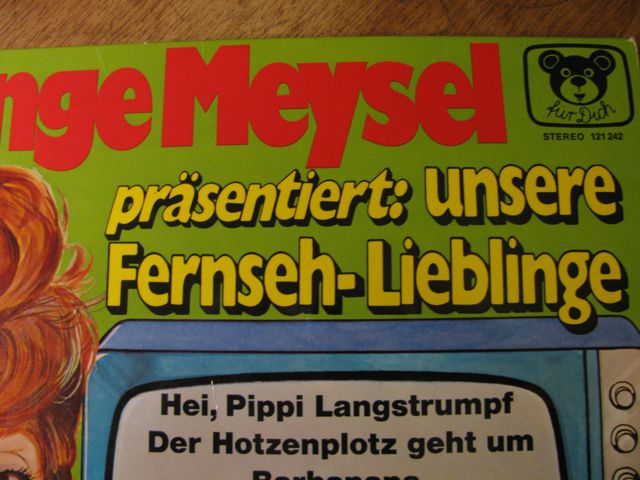 nge Meysel
für Dich
STEREO 121 242
präsentiert: unsere
Fernseh-Lieblinge
Hei, Pippi Langstrumpf
Der Hotzenplotz geht um